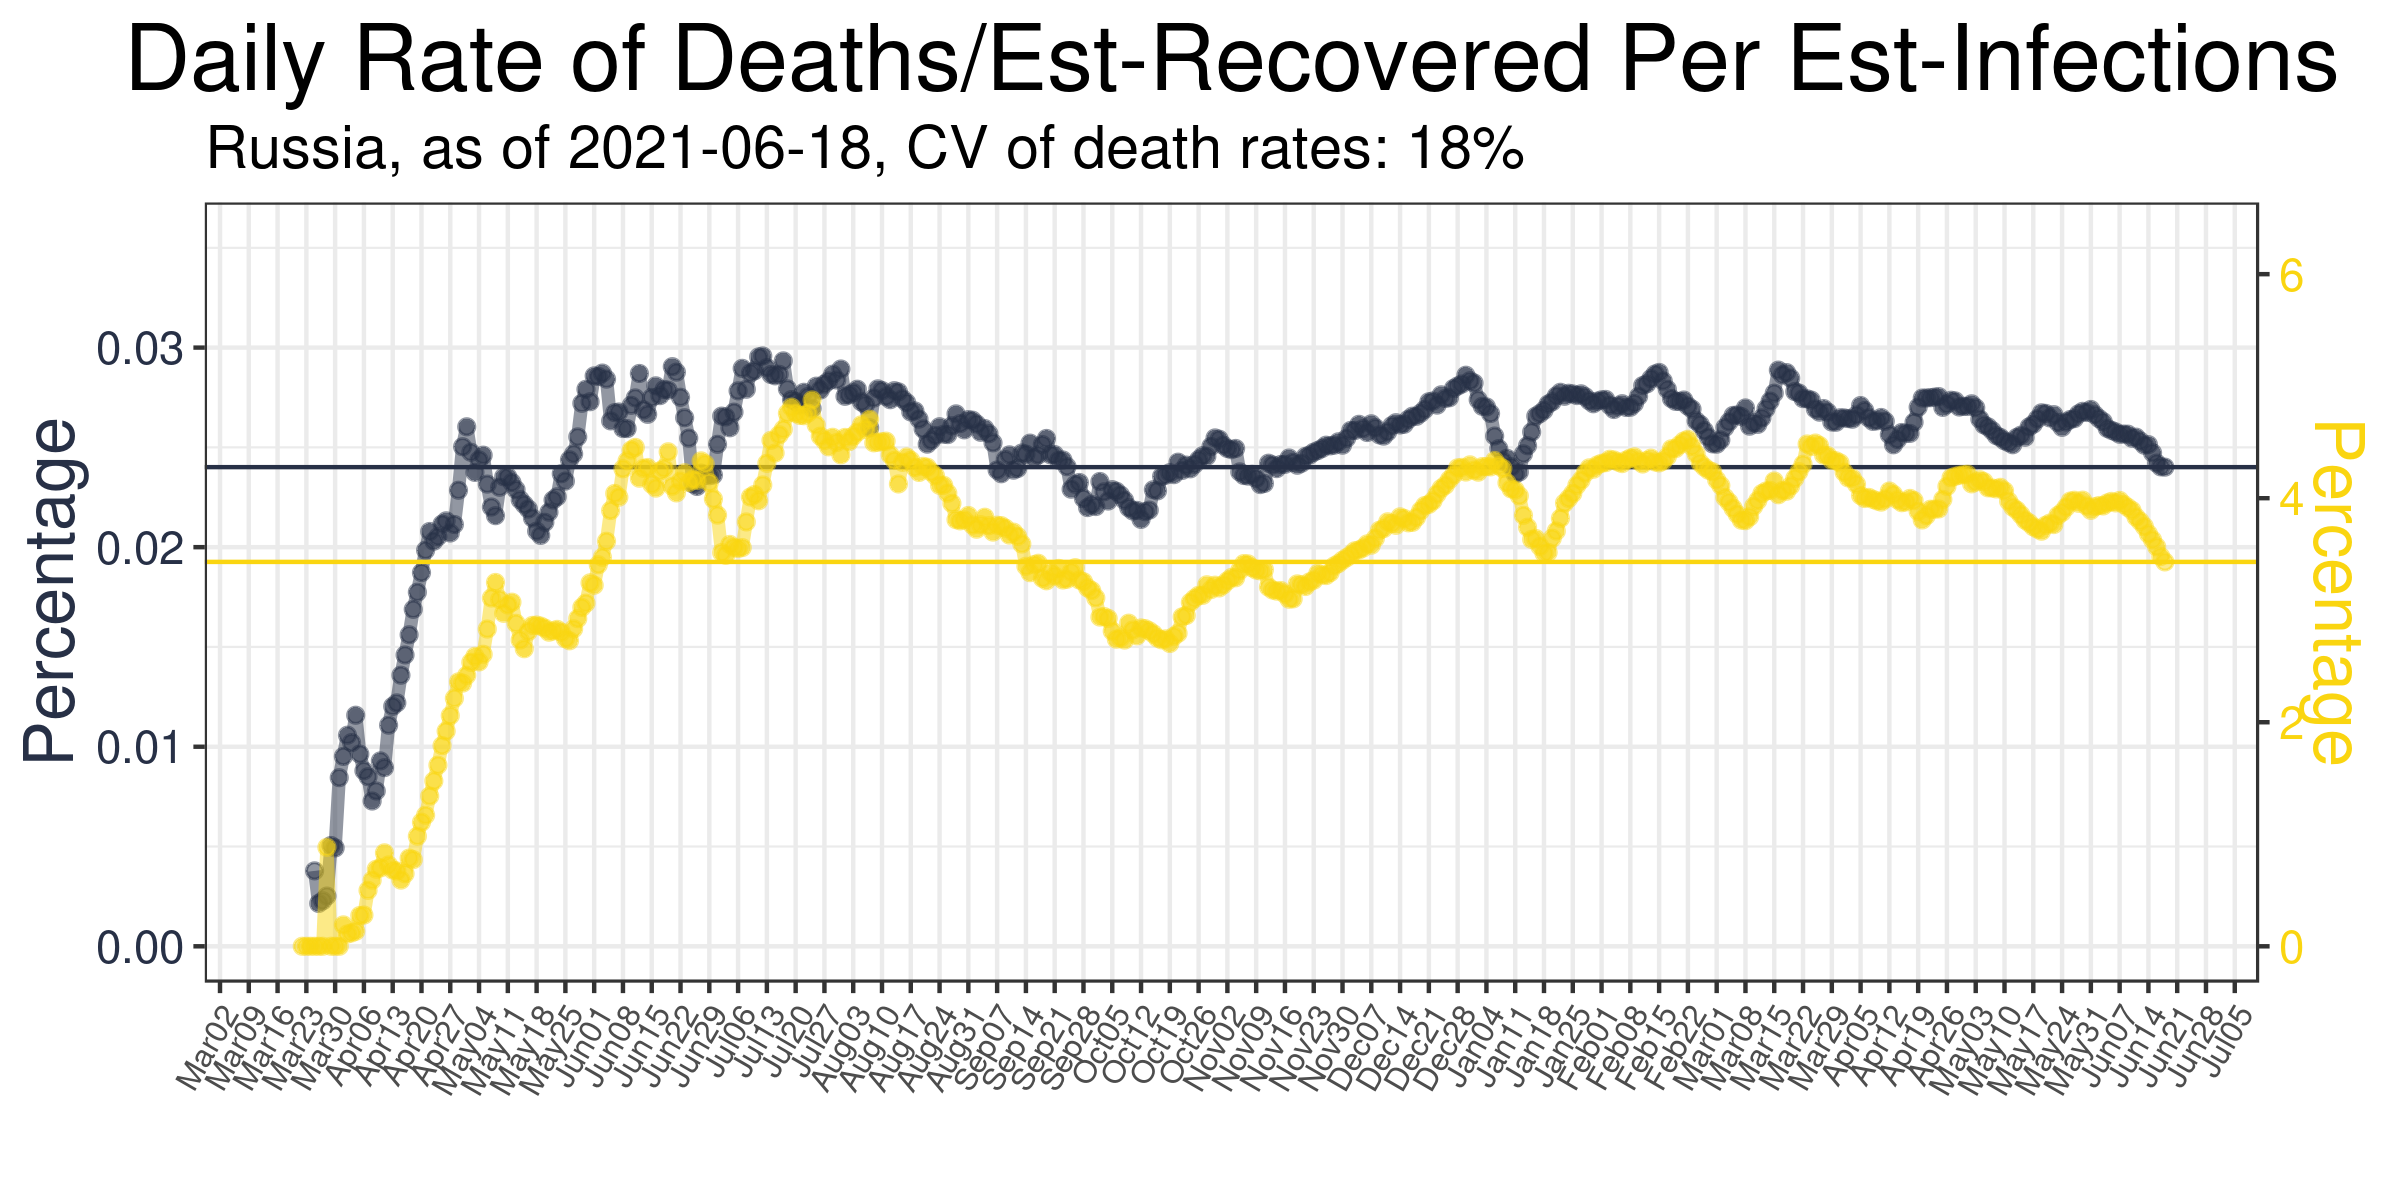 Daily Rate of Deaths/Est-Recovered Per Est-Infections
Russia, as of 2021-06-18, CV of death rates: 18%
Percentage
0.03
0.02
0.01
0.00
6
4
2
0
Percentage
Mar02
Mar09
Mar16
Mar23
Mar30
Apr06
Apr13
Apr20
Apr27
May04
May11
May18
May25
Jun01
Jun08
Jun15
Jun22
Jun29
Jul06
Jul13
Jul20
Jul27
Aug03
Aug10
Aug17
Aug24
Aug31
Sep07
Sep14
Sep21
Sep28
Oct05
Oct12
Oct19
Oct26
Nov02
Nov09
Nov16
Nov23
Nov30
Dec07
Dec14
Dec21
Dec28
Jan04
Jan11
Jan18
Jan25
Feb01
Feb08
Feb15
Feb22
Mar01
Mar08
Mar15
Mar22
Mar29
Apr05
Apr12
Apr19
Apr26
May03
May10
May17
May24
May31
Jun07
Jun14
Jun21
Jun28
Jul05